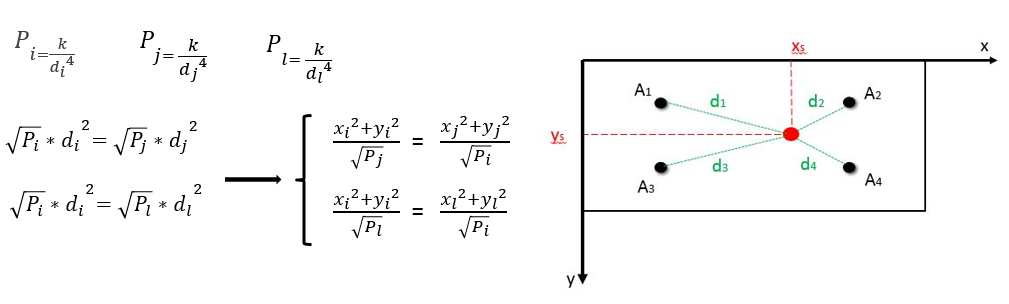 P_i=k/d_i^4 P_j=k/d_j^4 P_l=k/d_l^4
√P_i * d_i^2 = √P_j * d_j^2
√P_i * d_i^2 = √P_l * d_l^2
(x_i^2+y_i^2)/√P_j = (x_j^2+y_j^2)/√P_i
(x_i^2+y_i^2)/√P_l = (x_l^2+y_l^2)/√P_i
xs x
A1 d1 d2 A2
ys
A3 d3 d4 A4
y